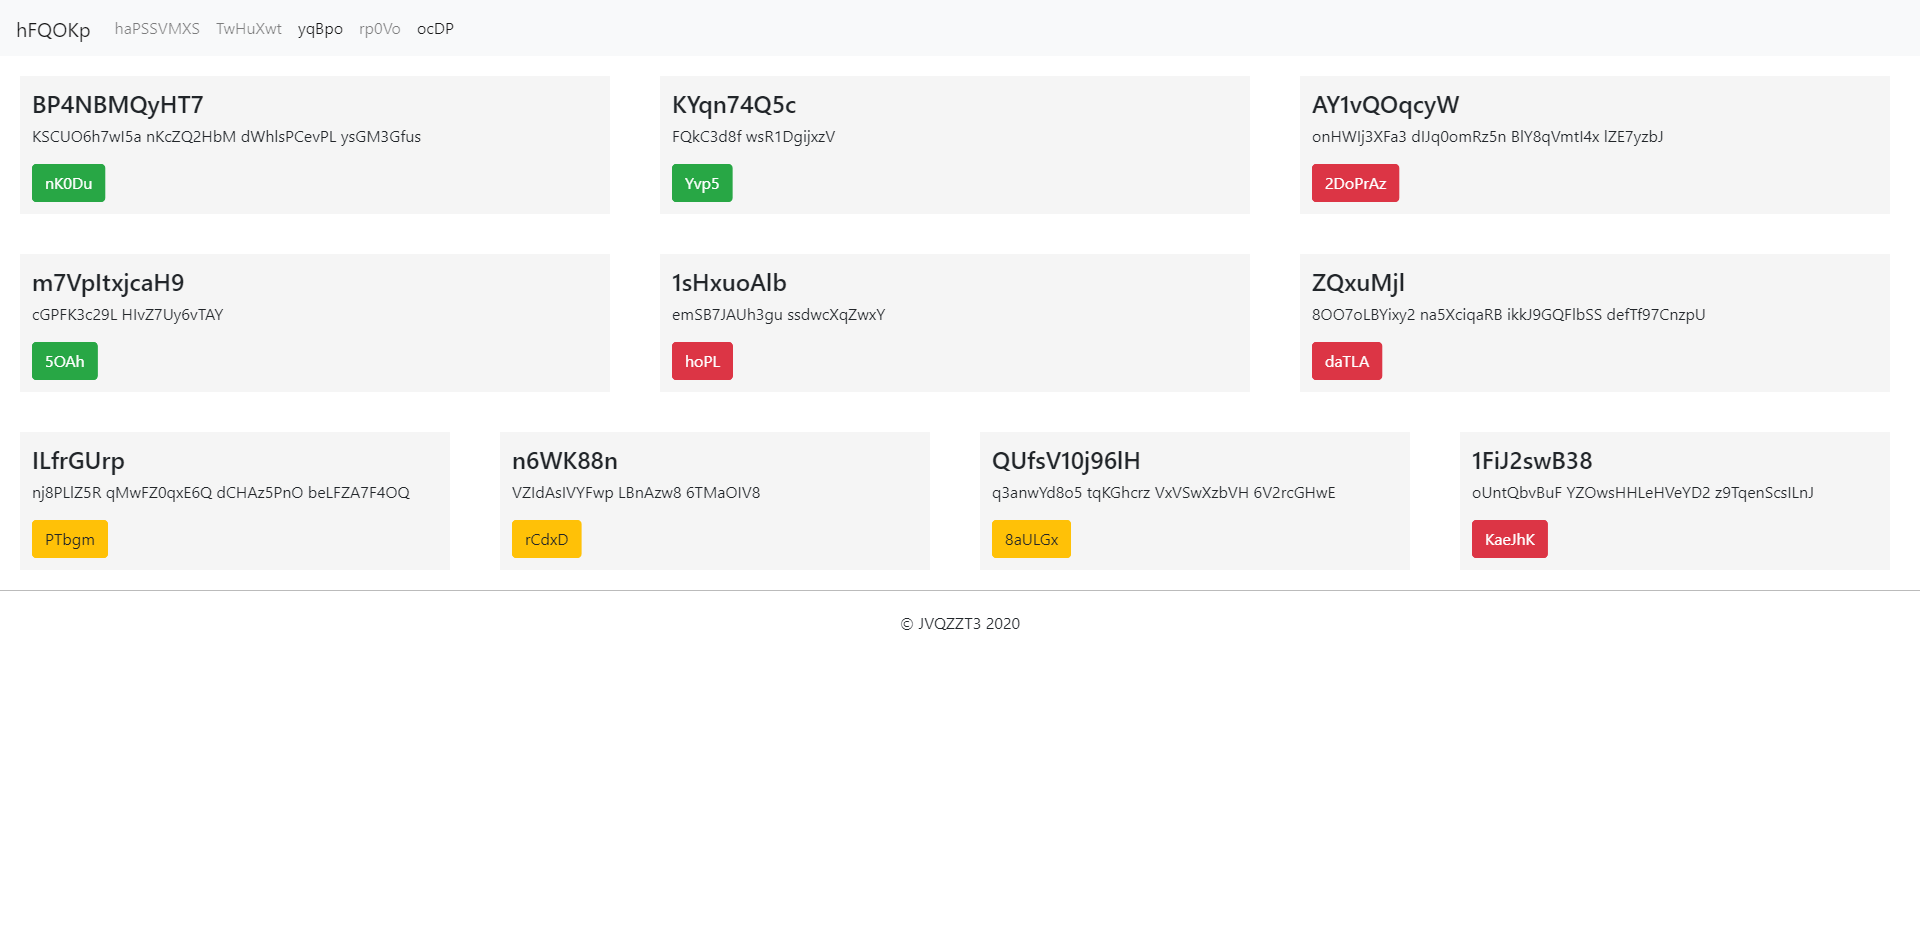 hFQOKp haPSSVMXS TwHuXwt yqBpo rp0Vo ocDP
BP4NBMQyHT7
KSCUO6h7wI5a nKcZQ2HbM dWhlsPCevPL ysGM3Gfus
nK0Du
KYqn74Q5c
FQkC3d8f wsR1DgijxzV
Yvp5
AY1vQOqcyW
onHWIj3XFa3 dIJq0omRz5n BlY8qVmtI4x lZE7yzbJ
2DoPrAz
m7VpItxjcaH9
cGPFK3c29L HIvZ7Uy6vTAY
5OAh
1sHxuoAlb
emSB7JAUh3gu ssdwcXqZwxY
hoPL
ZQxuMjl
8OO7oLBYixy2 na5XciqaRB ikkJ9GQFlbSS defTf97CnzpU
daTLA
ILfrGUrp
nj8PLlZ5R qMwFZ0qxE6Q dCHAz5PnO beLFZA7F4OQ
PTbgm
n6WK88n
VZIdAsIVYFwp LBnAzw8 6TMaOIV8
rCdxD
QUfsV10j96lH
q3anwYd8o5 tqKGhcrz VxVSwXzbVH 6V2rcGHwE
8aULGx
1FiJ2swB38
oUntQbvBuF YZOwsHHLeHVeYD2 z9TqenScsILnJ
KaeJhK
© JVQZZT3 2020